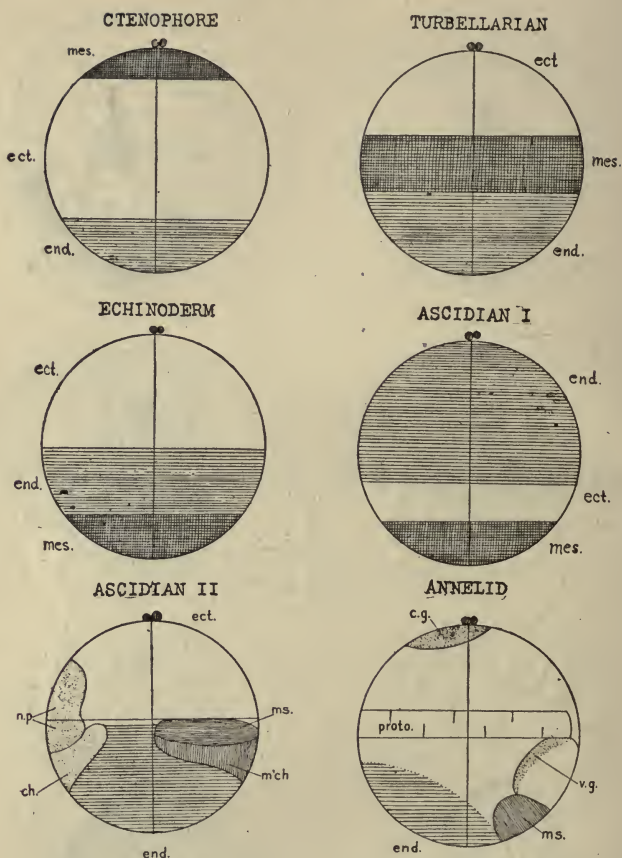 CTENOPHORE
mes.
ect.
end.
TURBELLARIAN
ect
mes.
end.
ECHINODERM
ect.
end.
mes.
ASCIDIAN I
end.
ect.
mes.
ASCIDIAN II
ect.
n.p.
ch.
ms.
m'ch
end.
ANNELID
c.g.
proto.
v.g.
ms.
end.